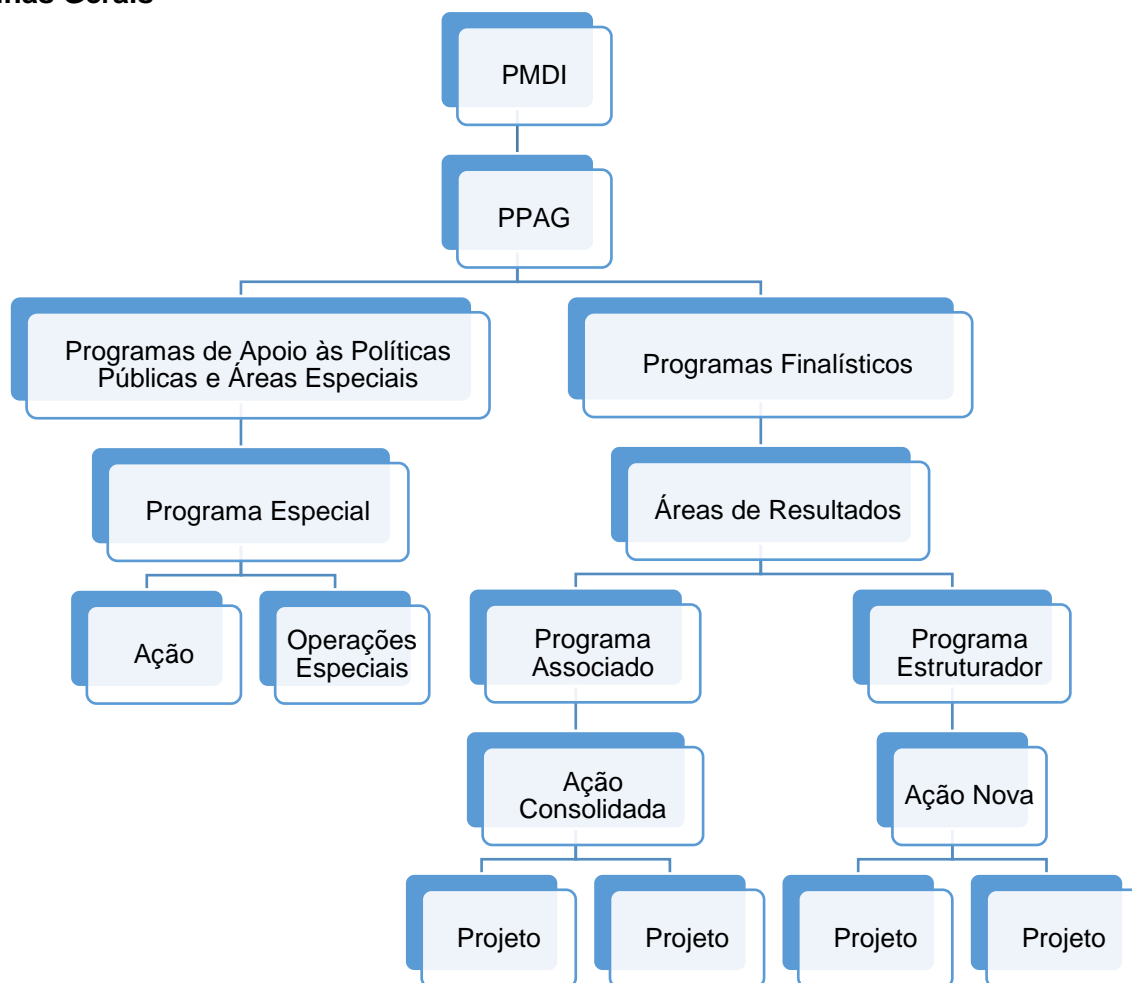 Gerais
PMDI
PPAG
Programas de Apoio às Políticas
Públicas e Áreas Especiais
Programas Finalísticos
Programa Especial
Áreas de Resultados
Ação
Operações
Especiais
Programa
Associado
Programa
Estruturador
Ação
Consolidada
Ação Nova
Projeto
Projeto
Projeto
Projeto